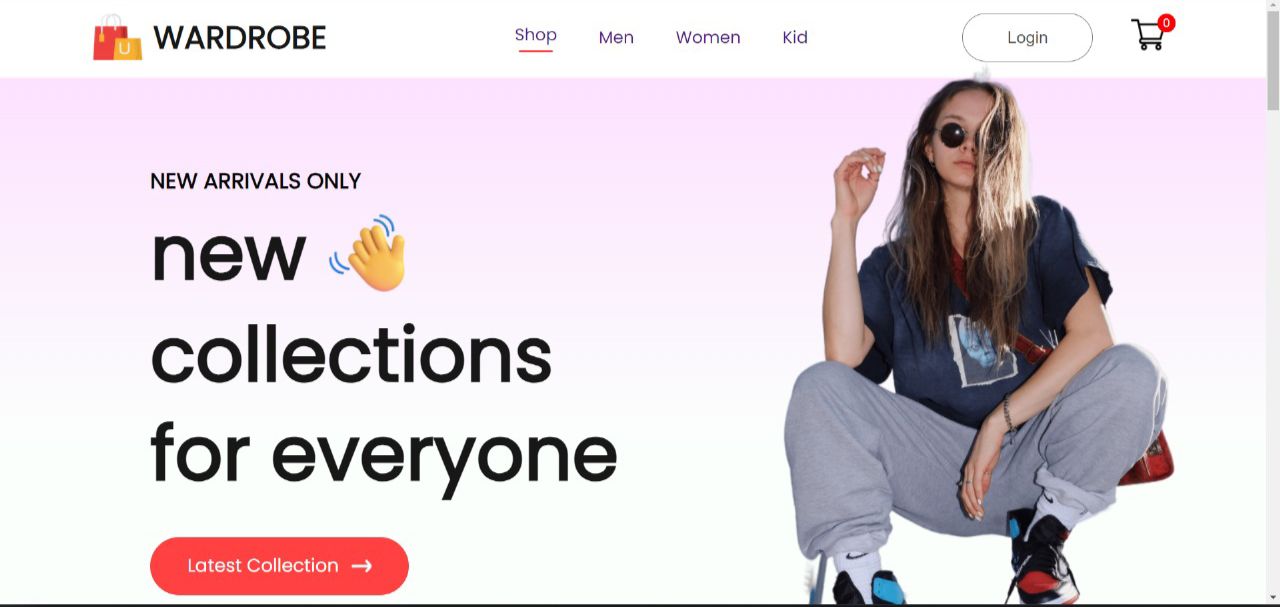 U
WARDROBE
Shop
Men
Women
Kid
Login
0
NEW ARRIVALS ONLY
new
collections
for everyone
Latest Collection →